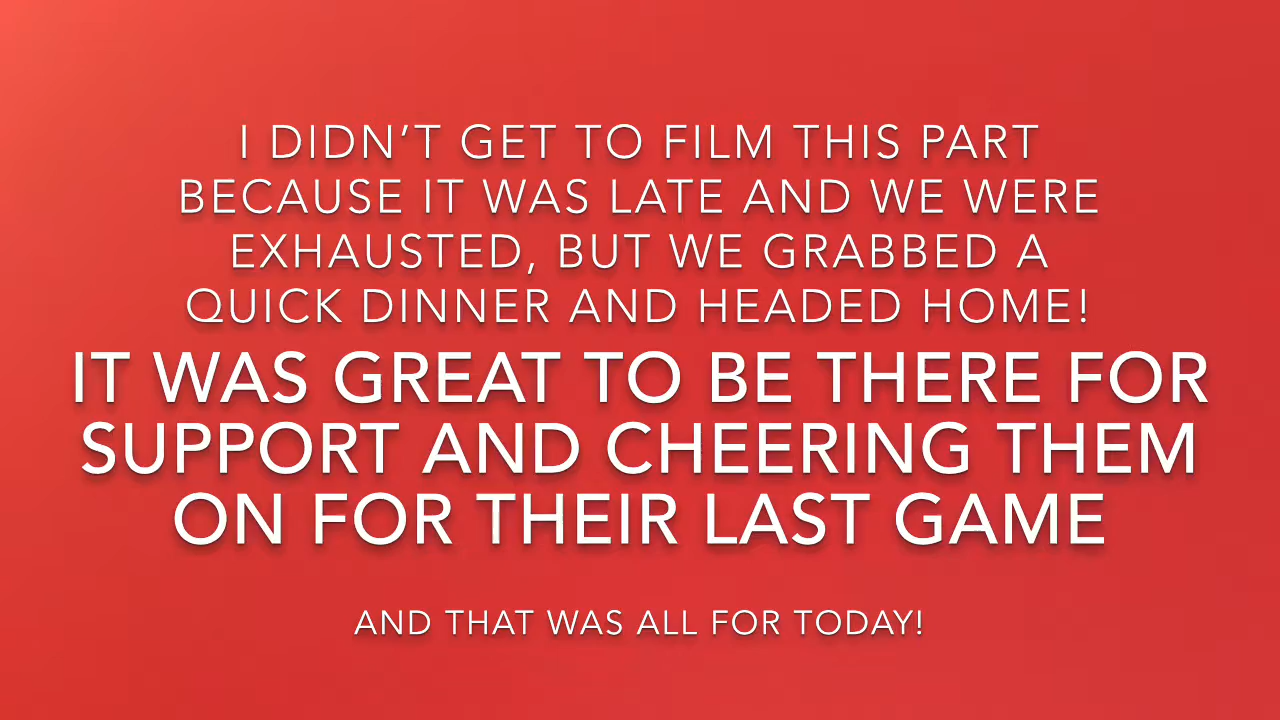 I DIDN’T GET TO FILM THIS PART
BECAUSE IT WAS LATE AND WE WERE
EXHAUSTED, BUT WE GRABBED A
QUICK DINNER AND HEADED HOME!
IT WAS GREAT TO BE THERE FOR
SUPPORT AND CHEERING THEM
ON FOR THEIR LAST GAME
AND THAT WAS ALL FOR TODAY!